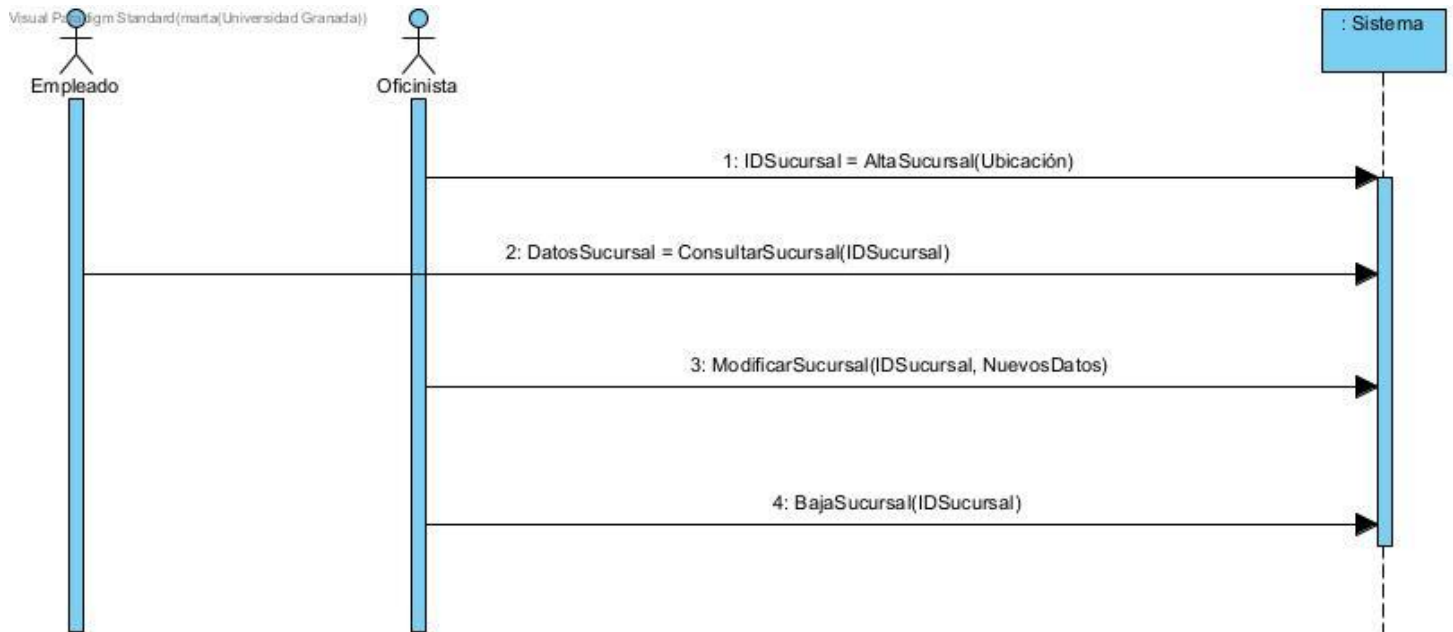 Visual Paradigm Standard(marta(Universidad Granada))
: Sistema
Empleado
Oficinista
1: IDSucursal = AltaSucursal(Ubicación)
2: DatosSucursal = ConsultarSucursal(IDSucursal)
3: ModificarSucursal(IDSucursal, NuevosDatos)
4: BajaSucursal(IDSucursal)